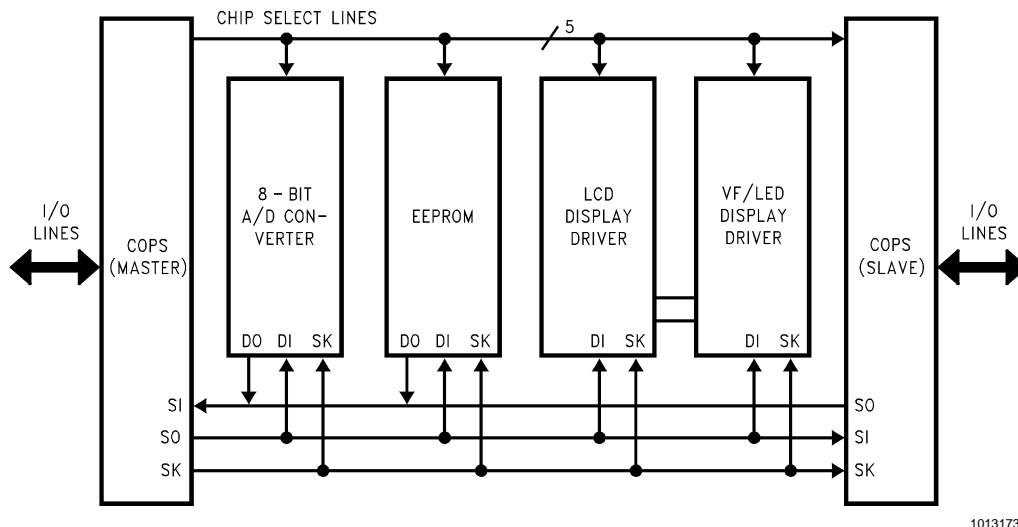 CHIP SELECT LINES
5
8 – BIT
A/D CON–
VERTER
EEPROM
LCD
DISPLAY
DRIVER
VF/LED
DISPLAY
DRIVER
I/O
LINES
COPS
(MASTER)
COPS
(SLAVE)
I/O
LINES
DO DI SK
DO DI SK
DI SK
DI SK
SI
SO
SO
SI
SK
SK
1013173